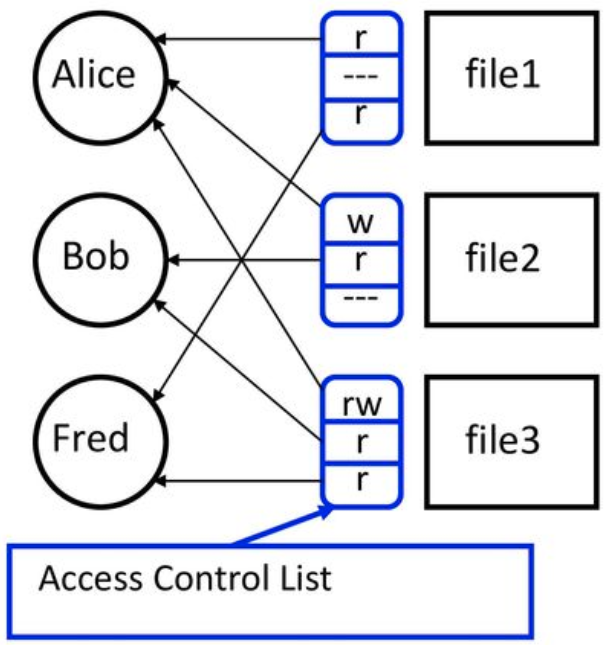 Alice
r
---
r
file1
Bob
w
r
---
file2
Fred
rw
r
r
file3
Access Control List